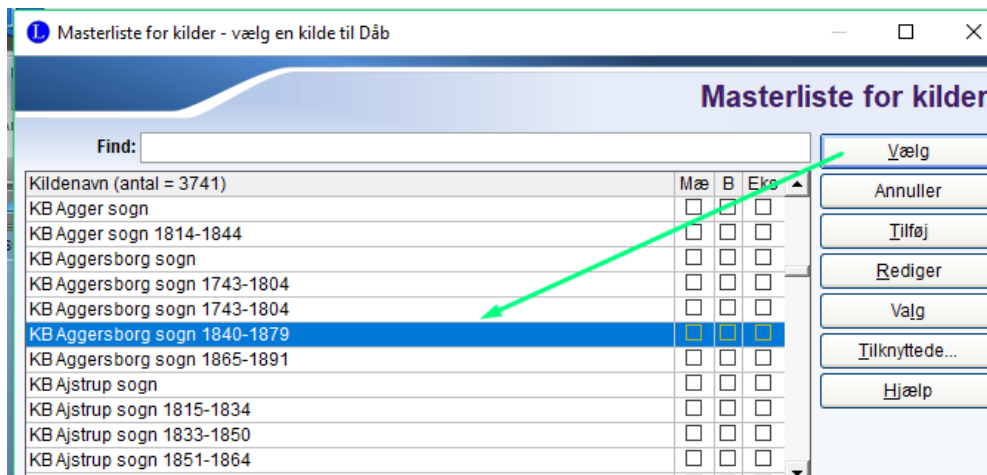 L Masterliste for kilder - vælg en kilde til Dåb
Masterliste for kilder
Find:
Vælg
Annuller
Tilføj
Rediger
Valg
Tilknyttede...
Hjælp
Kildenavn (antal = 3741) Mæ B Eks
KB Agger sogn
KB Agger sogn 1814-1844
KB Aggersborg sogn
KB Aggersborg sogn 1743-1804
KB Aggersborg sogn 1743-1804
KB Aggersborg sogn 1840-1879
KB Aggersborg sogn 1865-1891
KB Ajstrup sogn
KB Ajstrup sogn 1815-1834
KB Ajstrup sogn 1833-1850
KB Ajstrup sogn 1851-1864